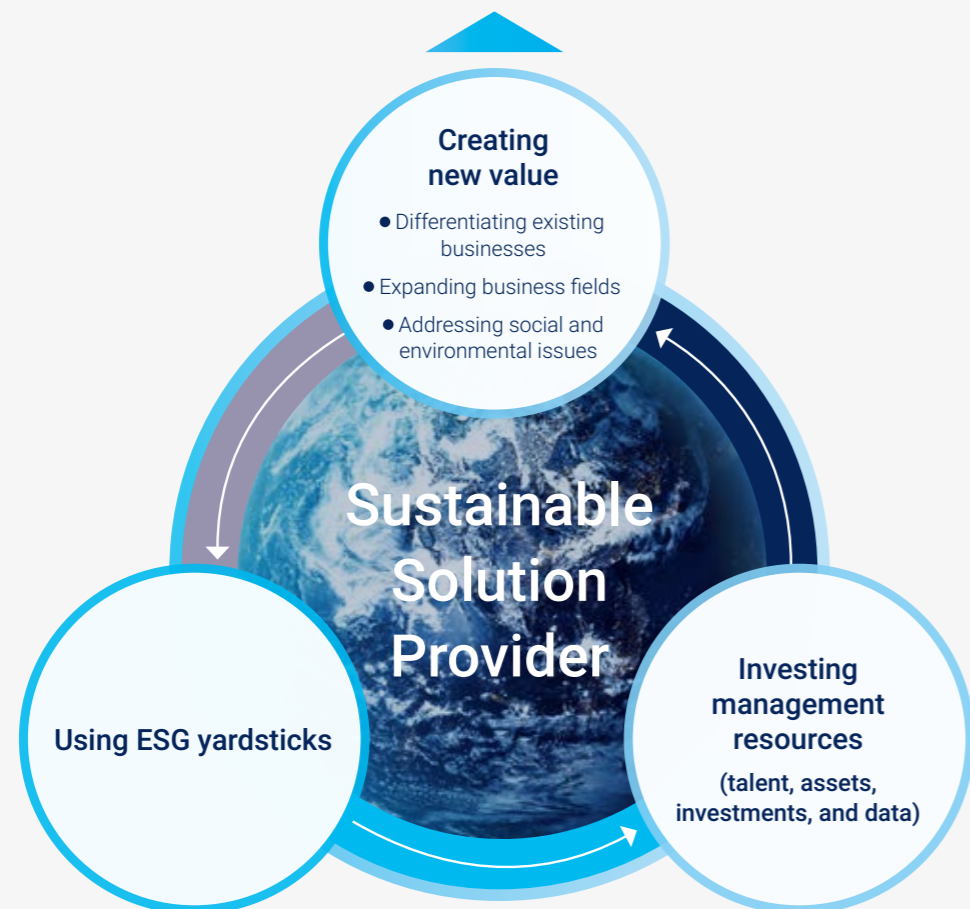 Creating
new value
● Differentiating existing
businesses
● Expanding business fields
● Addressing social and
environmental issues
Sustainable
Solution
Provider
Using ESG yardsticks
Investing
management
resources
(talent, assets,
investments, and data)